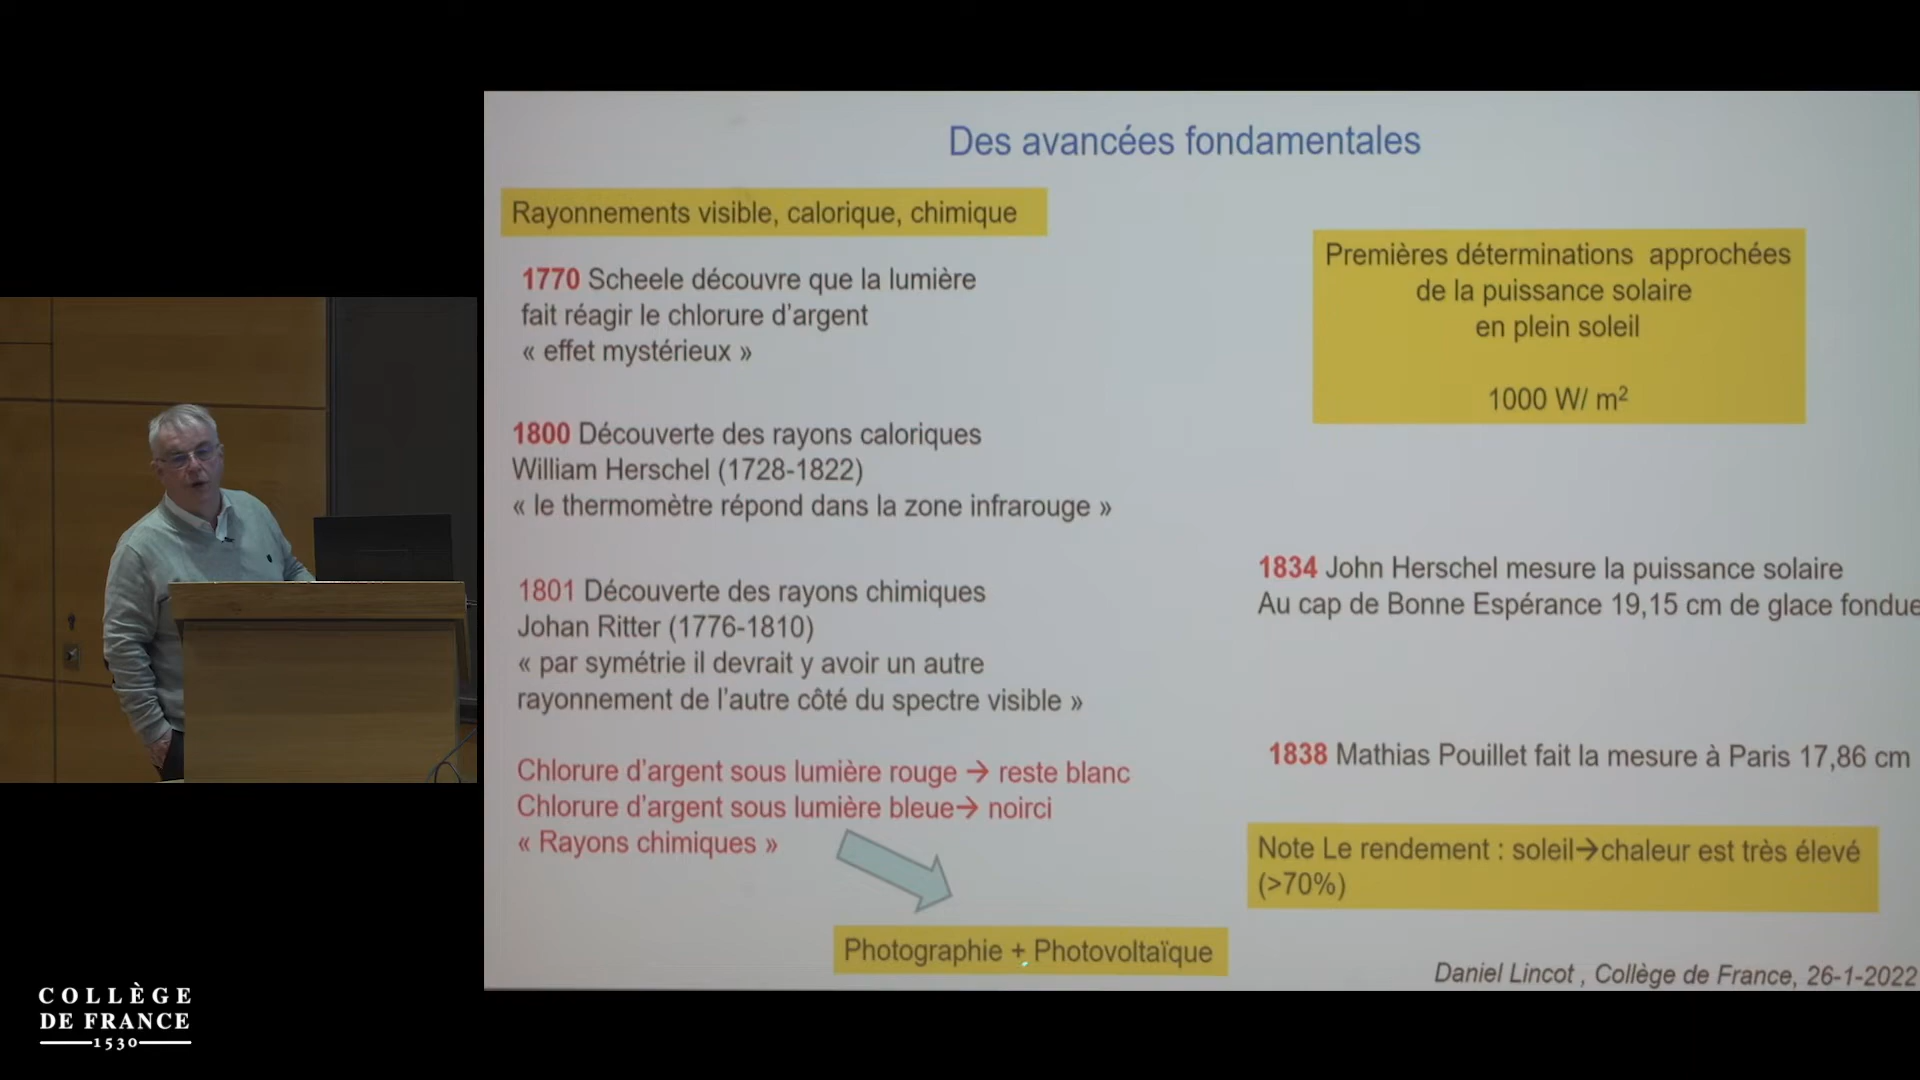 Des avancées fondamentales
Rayonnements visible, calorique, chimique
1770 Scheele découvre que la lumière
fait réagir le chlorure d'argent
« effet mystérieux »
1800 Découverte des rayons caloriques
William Herschel (1728-1822)
« le thermomètre répond dans la zone infrarouge »
1801 Découverte des rayons chimiques
Johan Ritter (1776-1810)
« par symétrie il devrait y avoir un autre
rayonnement de l'autre côté du spectre visible »
Chlorure d'argent sous lumière rouge → reste blanc
Chlorure d'argent sous lumière bleue→ noirci
« Rayons chimiques »
Photographie + Photovoltaïque
Premières déterminations approchées
de la puissance solaire
en plein soleil
1000 W/ m²
1834 John Herschel mesure la puissance solaire
Au cap de Bonne Espérance 19,15 cm de glace fondue
1838 Mathias Pouillet fait la mesure à Paris 17,86 cm
Note Le rendement : soleil→chaleur est très élevé
(>70%)
Daniel Lincot , Collège de France, 26-1-2022
COLLÈGE
DE FRANCE
1530